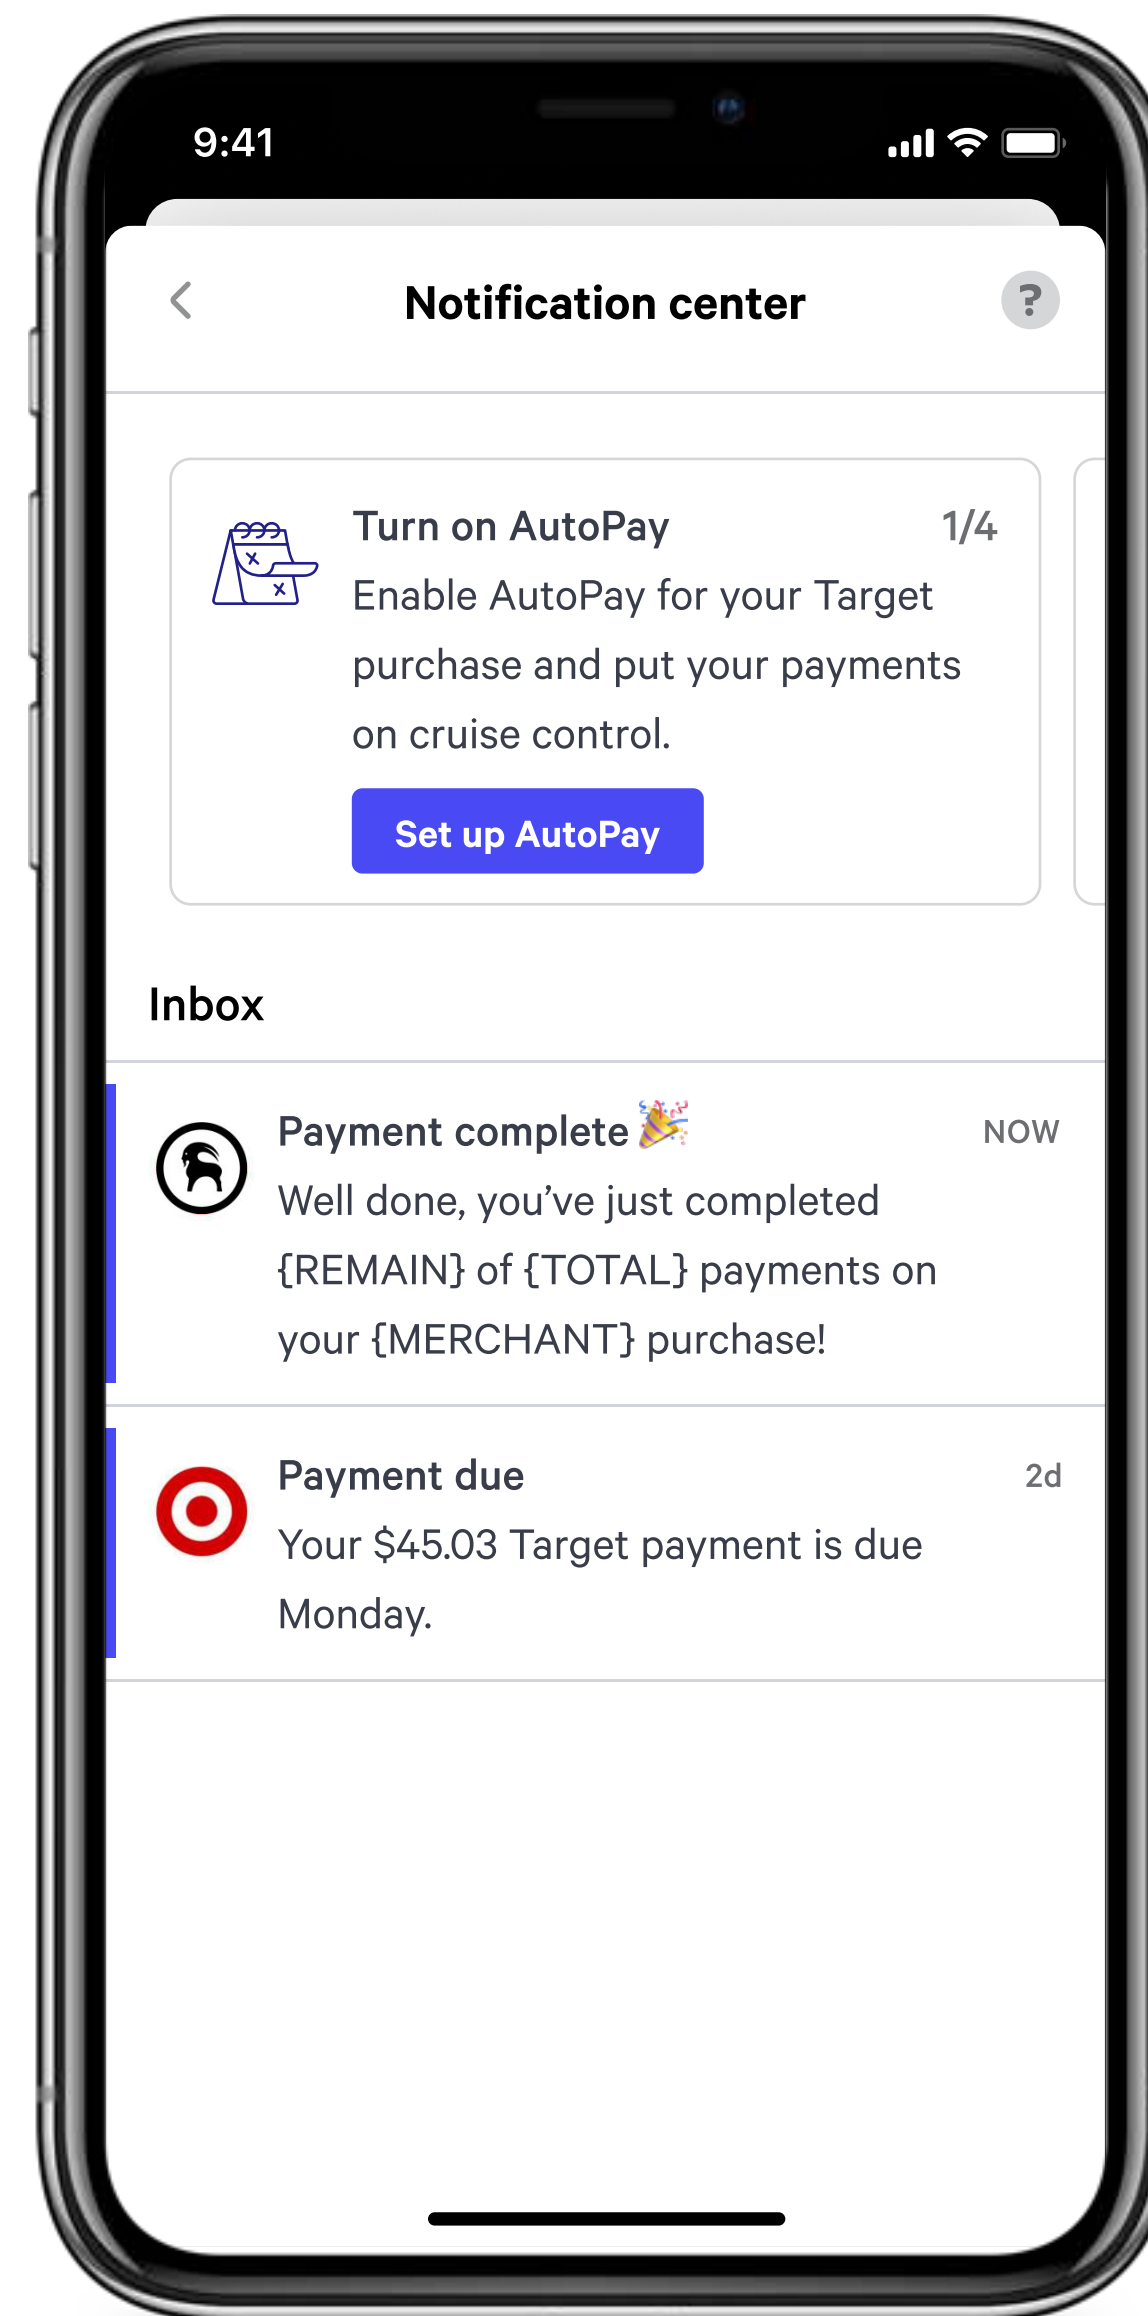 9:41
Notification center
?
Turn on AutoPay
1/4
Enable AutoPay for your Target
purchase and put your payments
on cruise control.
Set up AutoPay
Inbox
Payment complete🎉
NOW
Well done, you’ve just completed
{REMAIN} of {TOTAL} payments on
your {MERCHANT} purchase!
Payment due
2d
Your $45.03 Target payment is due
Monday.